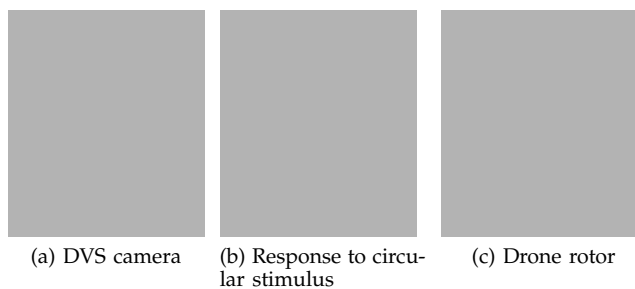 (a) DVS camera
(b) Response to circu-
lar stimulus
(c) Drone rotor